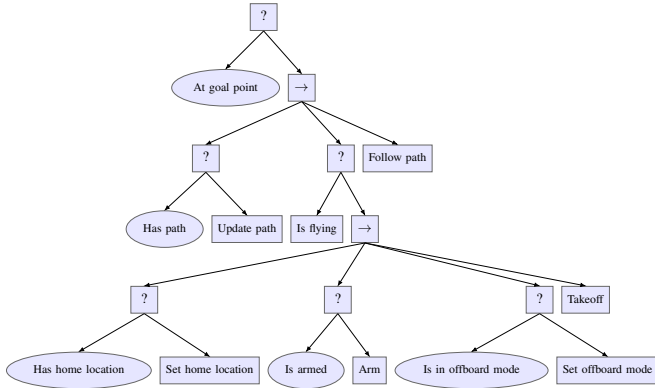 ?
At goal point
→
?
?
Follow path
Has path
Update path
Is flying
→
?
?
?
Takeoff
Has home location
Set home location
Is armed
Arm
Is in offboard mode
Set offboard mode